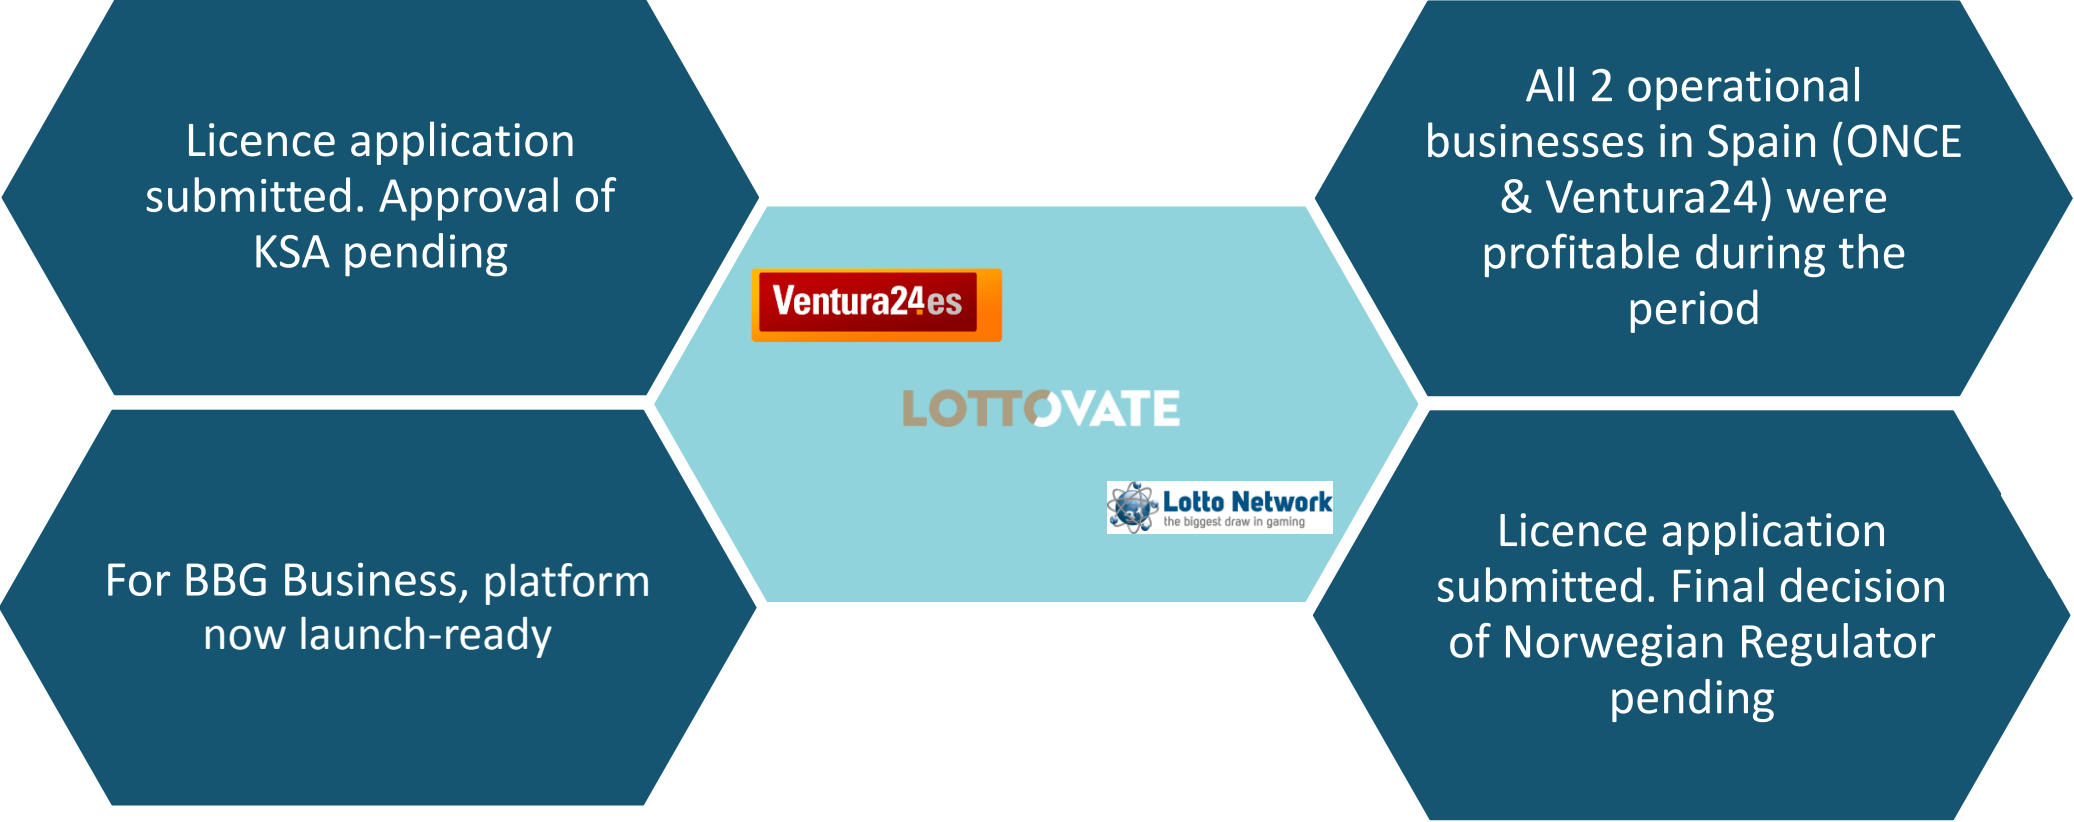 Licence application
submitted. Approval of
KSA pending
All 2 operational
businesses in Spain (ONCE
& Ventura24) were
profitable during the
period
Ventura24.es
LOTTOVATE
Lotto Network
the biggest draw in gaming
For BBG Business, platform
now launch-ready
Licence application
submitted. Final decision
of Norwegian Regulator
pending